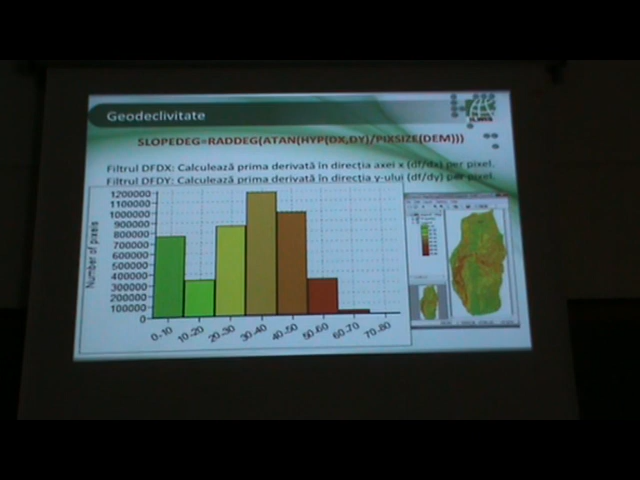 Geodeclivitate
SLOPEDEG=RADDEG(ATAN(HYP(DX,DY)/PIXSIZE(DEM)))
Filtrul DFDX: Calculează prima derivată în direcția axei x (df/dx) per pixel.
Filtrul DFDY: Calculează prima derivată în direcția y-ului (df/dy) per pixel.
Number of pixels
1200000
1100000
1000000
900000
800000
700000
600000
500000
400000
300000
200000
100000
0
0-10 10-20 20-30 30-40 40-50 50-60 60-70 70-80